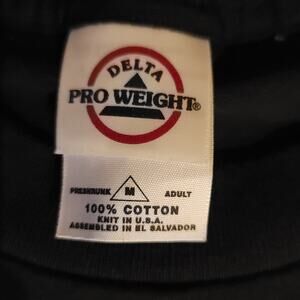 DELTA
PRO WEIGHT®
PRESHRUNK M ADULT
100% COTTON
KNIT IN U.S.A.
ASSEMBLED IN EL SALVADOR